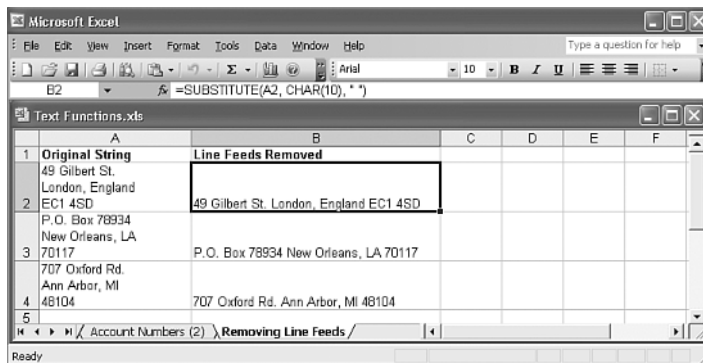 Microsoft Excel
File Edit View Insert Format Tools Data Window Help Type a question for help
Σ Arial 10 B I U
B2 fx =SUBSTITUTE(A2, CHAR(10), " ")
Text Functions.xls
A B C D E F
1 Original String Line Feeds Removed
49 Gilbert St.
London, England
2 EC1 4SD 49 Gilbert St. London, England EC1 4SD
P.O. Box 78934
New Orleans, LA
3 70117 P.O. Box 78934 New Orleans, LA 70117
707 Oxford Rd.
Ann Arbor, MI
4 48104 707 Oxford Rd. Ann Arbor, MI 48104
5
Account Numbers (2) Removing Line Feeds
Ready